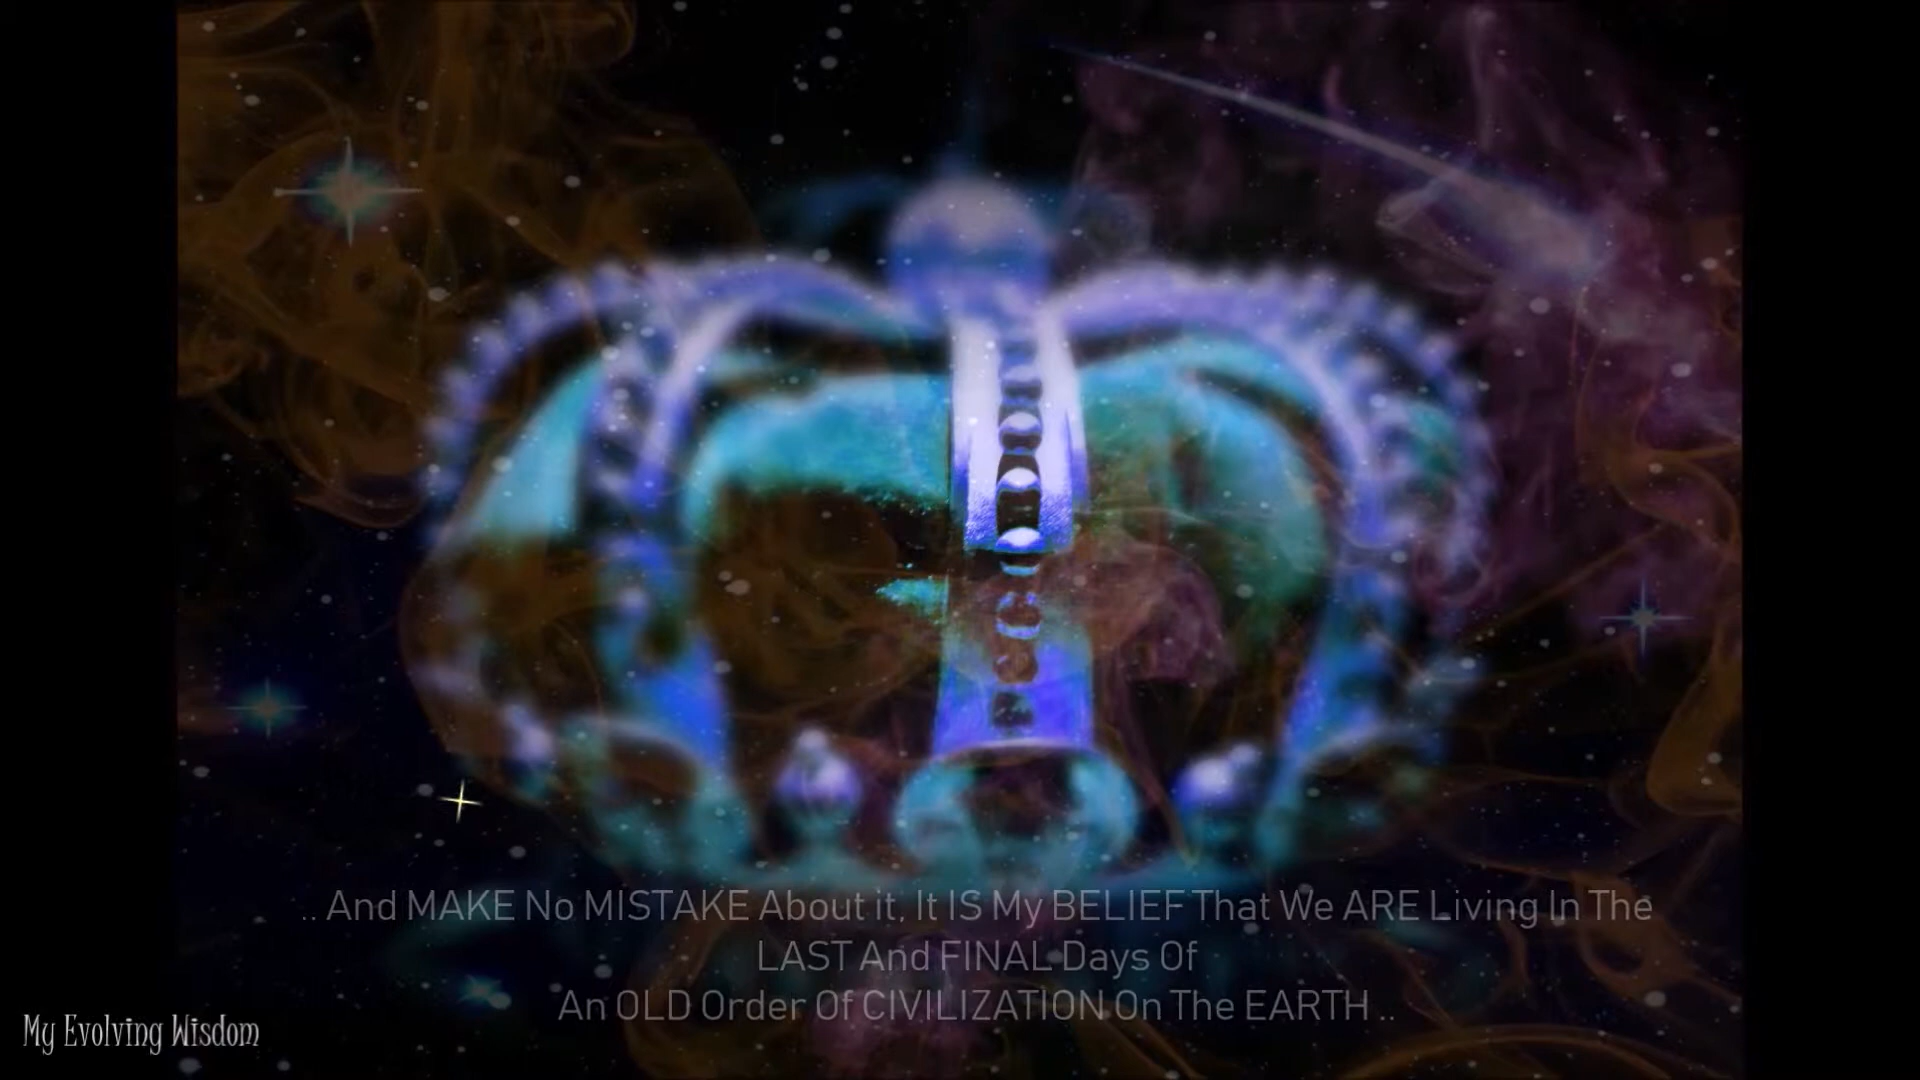 .. And MAKE No MISTAKE About it, It IS My BELIEF That We ARE Living In The
LAST And FINAL Days Of
An OLD Order Of CIVILIZATION On The EARTH ..
My Evolving Wisdom